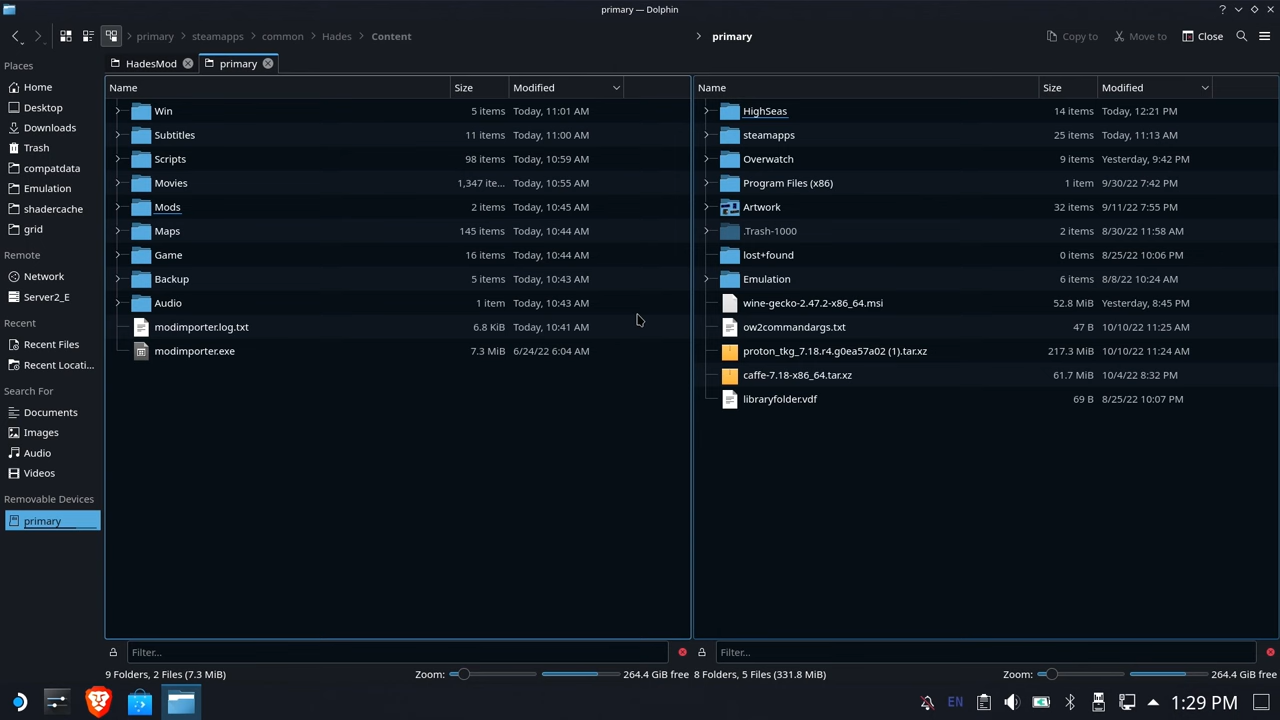 primary — Dolphin
primary > steamapps > common > Hades > Content
> primary
Copy to
Move to
Close
Places
Home
Desktop
Downloads
Trash
compatdata
Emulation
shadercache
grid
Remote
Network
Server2_E
Recent
Recent Files
Recent Locati...
Search For
Documents
Images
Audio
Videos
Removable Devices
primary
HadesMod
primary
Name Size Modified
Win 5 items Today, 11:01 AM
Subtitles 11 items Today, 11:00 AM
Scripts 98 items Today, 10:59 AM
Movies 1,347 ite... Today, 10:55 AM
Mods 2 items Today, 10:45 AM
Maps 145 items Today, 10:44 AM
Game 16 items Today, 10:44 AM
Backup 5 items Today, 10:43 AM
Audio 1 item Today, 10:43 AM
modimporter.log.txt 6.8 KiB Today, 10:41 AM
modimporter.exe 7.3 MiB 6/24/22 6:04 AM
Filter...
9 Folders, 2 Files (7.3 MiB)
Zoom:
264.4 GiB free
Name Size Modified
HighSeas 14 items Today, 12:21 PM
steamapps 25 items Today, 11:13 AM
Overwatch 9 items Yesterday, 9:42 PM
Program Files (x86) 1 item 9/30/22 7:42 PM
Artwork 32 items 9/11/22 7:55 PM
.Trash-1000 2 items 8/30/22 11:58 AM
lost+found 0 items 8/25/22 10:06 PM
Emulation 6 items 8/8/22 10:24 AM
wine-gecko-2.47.2-x86_64.msi 52.8 MiB Yesterday, 8:45 PM
ow2commandargs.txt 47 B 10/10/22 11:25 AM
proton_tkg_7.18.r4.g0ea57a02 (1).tar.xz 217.3 MiB 10/10/22 11:24 AM
caffe-7.18-x86_64.tar.xz 61.7 MiB 10/4/22 8:32 PM
libraryfolder.vdf 69 B 8/25/22 10:07 PM
Filter...
8 Folders, 5 Files (331.8 MiB)
Zoom:
264.4 GiB free
EN
1:29 PM